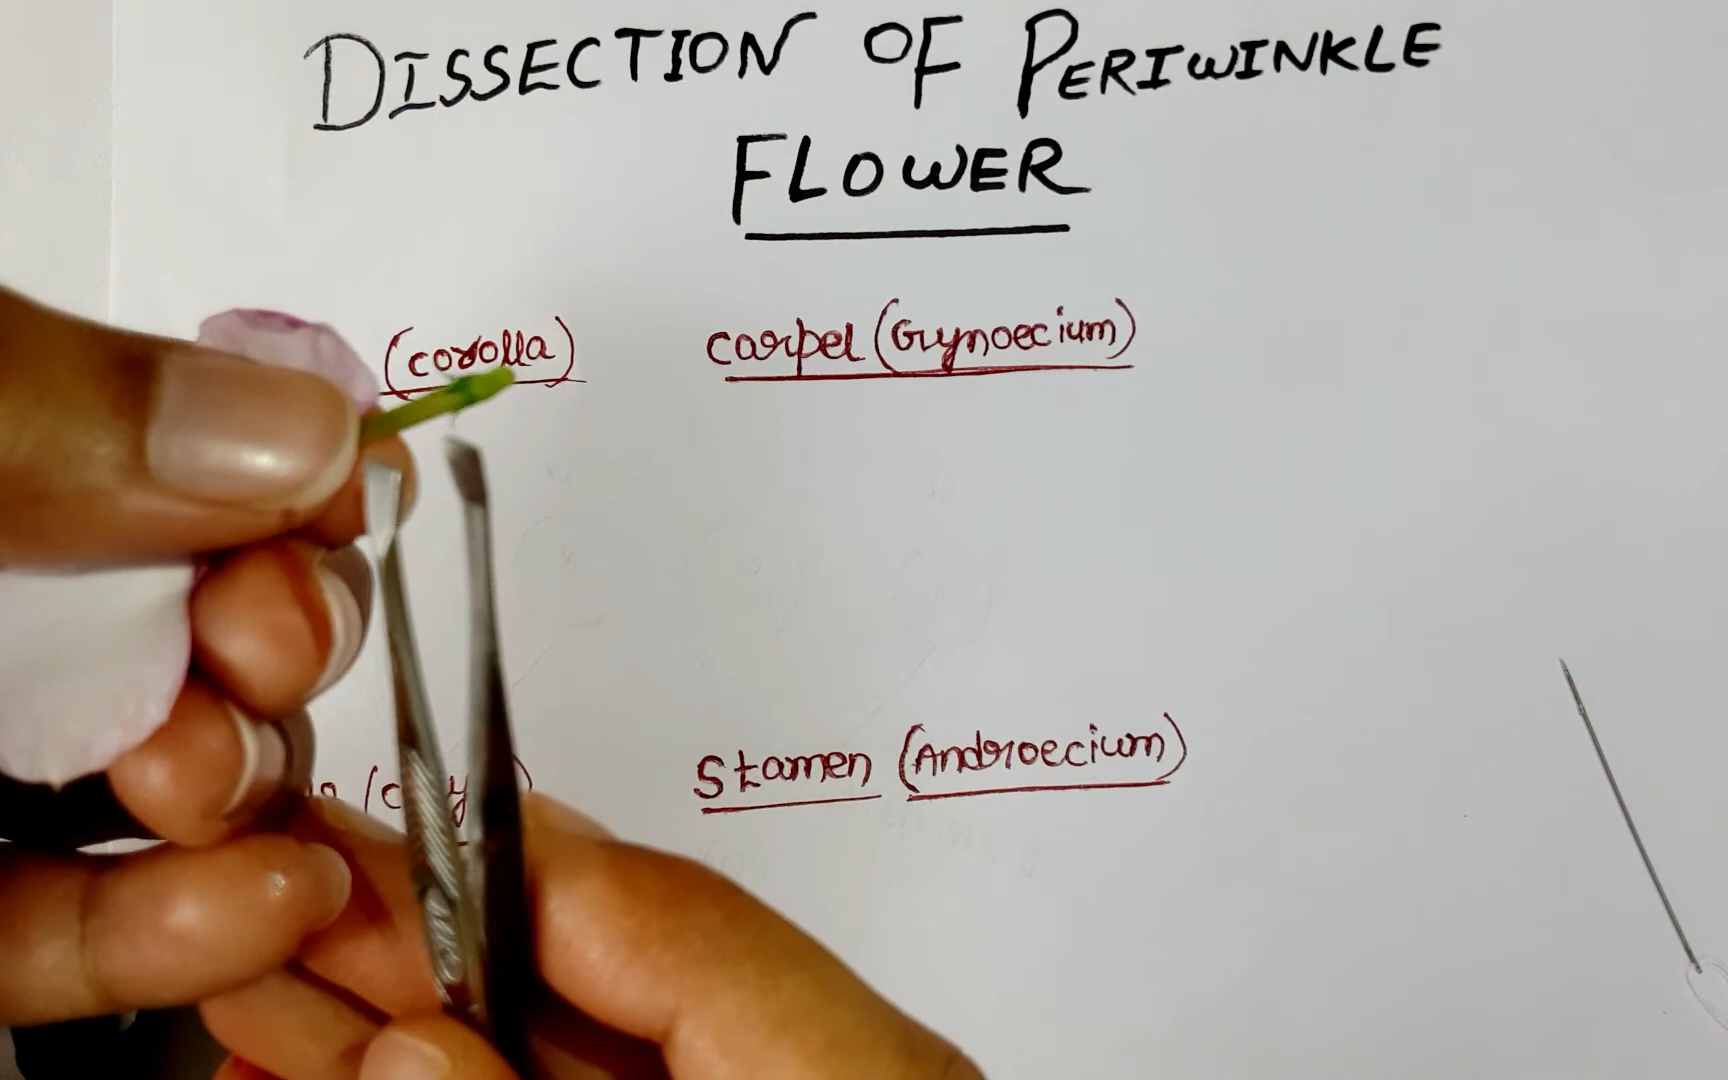 DISSECTION OF PERIWINKLE
FLOWER
(corolla)
carpel (Gynoecium)
Stamen (Androecium)